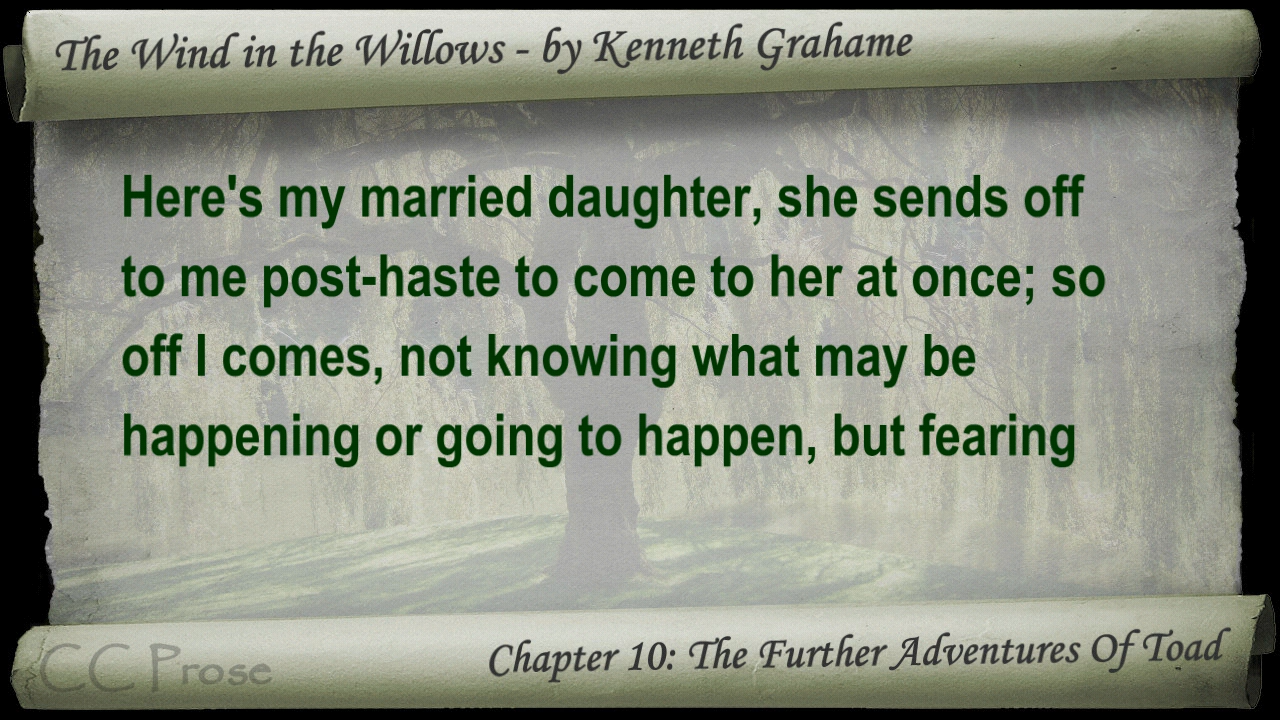 The Wind in the Willows - by Kenneth Grahame
Here's my married daughter, she sends off
to me post-haste to come to her at once; so
off I comes, not knowing what may be
happening or going to happen, but fearing
CC Prose
Chapter 10: The Further Adventures Of Toad